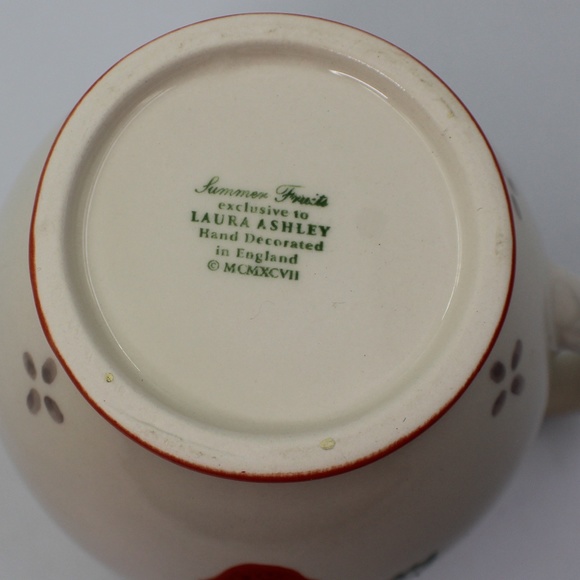 Summer Fruits
exclusive to
LAURA ASHLEY
Hand Decorated
in England
© MCMXCVII